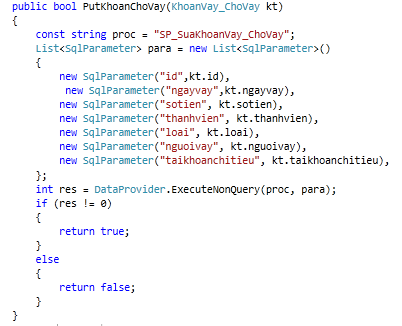 public bool PutKhoanChoVay(KhoanVay_ChoVay kt)
{
    const string proc = "SP_SuaKhoanVay_ChoVay";
    List<SqlParameter> para = new List<SqlParameter>()
    {
        new SqlParameter("id",kt.id),
         new SqlParameter("ngayvay",kt.ngayvay),
        new SqlParameter("sotien", kt.sotien),
        new SqlParameter("thanhvien", kt.thanhvien),
        new SqlParameter("loai", kt.loai),
        new SqlParameter("nguoivay", kt.nguoivay),
        new SqlParameter("taikhoanchitieu", kt.taikhoanchitieu),
    };
    int res = DataProvider.ExecuteNonQuery(proc, para);
    if (res != 0)
    {
        return true;
    }
    else
    {
        return false;
    }
}